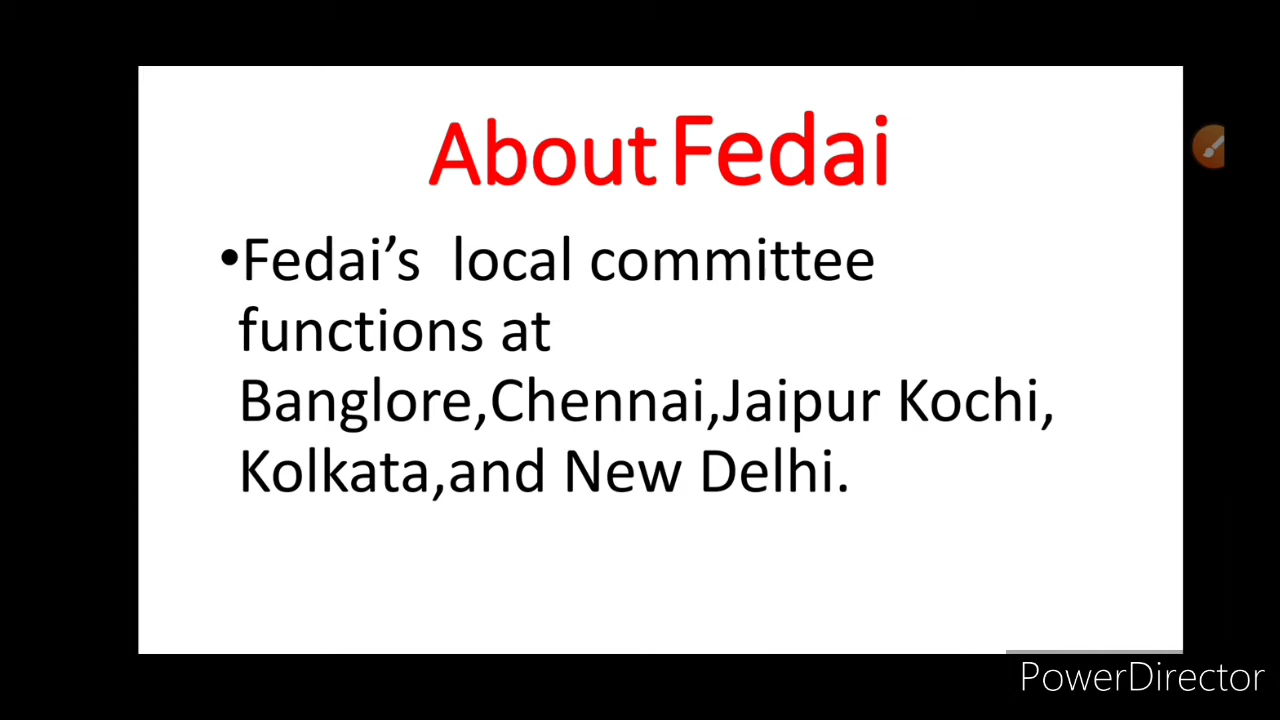 About Fedai
•Fedai’s local committee
functions at
Banglore,Chennai,Jaipur Kochi,
Kolkata,and New Delhi.
PowerDirector